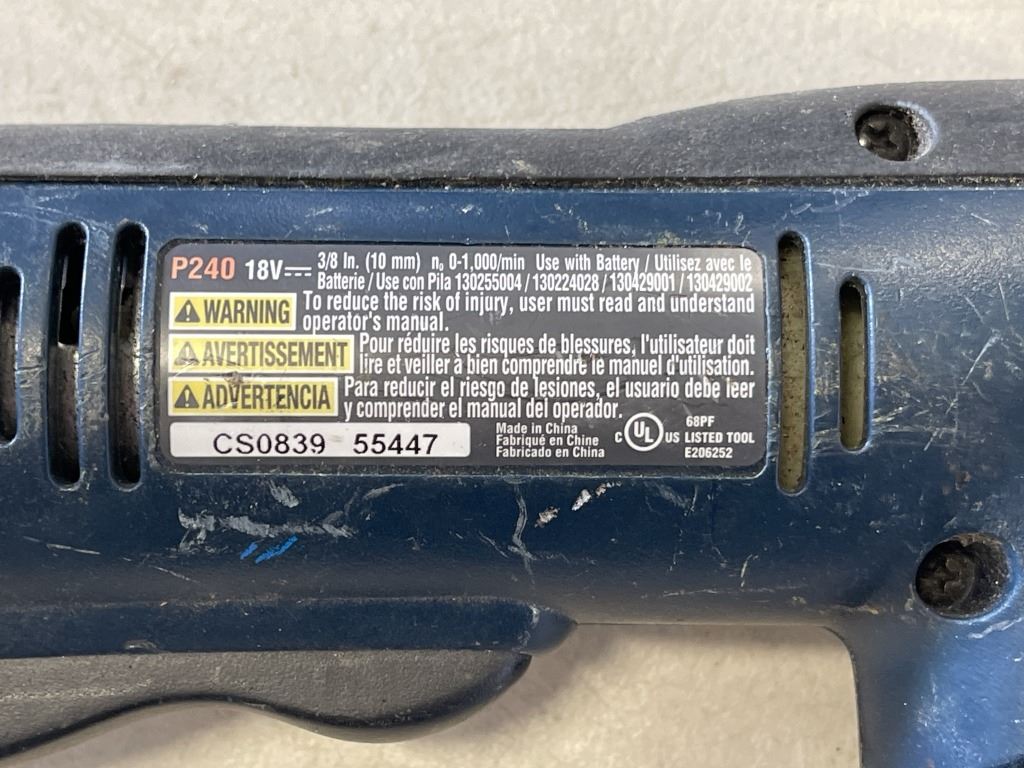 P240 18V⎓ 3/8 In. (10 mm) n₀ 0-1,000/min Use with Battery / Utilisez avec le
Batterie / Use con Pila 130255004 / 130224028 / 130429001 / 130429002
⚠ WARNING To reduce the risk of injury, user must read and understand
operator's manual.
⚠ AVERTISSEMENT Pour réduire les risques de blessures, l'utilisateur doit
lire et veiller à bien comprendre le manuel d'utilisation.
⚠ ADVERTENCIA Para reducir el riesgo de lesiones, el usuario debe leer
y comprender el manual del operador.
CS0839 55447
Made in China
Fabriqué en Chine
Fabricado en China
C UL US
68PF
LISTED TOOL
E206252